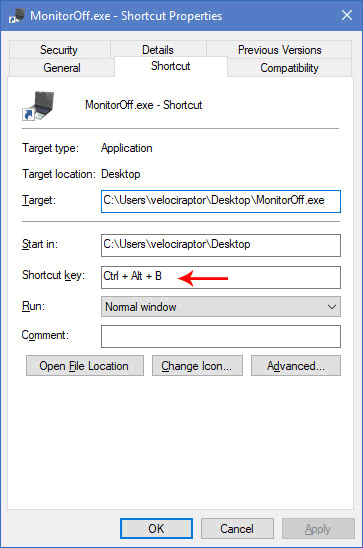 MonitorOff.exe - Shortcut Properties
Security Details Previous Versions
General Shortcut Compatibility
MonitorOff.exe - Shortcut
Target type: Application
Target location: Desktop
Target: C:\Users\velociraptor\Desktop\MonitorOff.exe
Start in: C:\Users\velociraptor\Desktop
Shortcut key: Ctrl + Alt + B
Run: Normal window
Comment:
Open File Location Change Icon... Advanced...
OK Cancel Apply